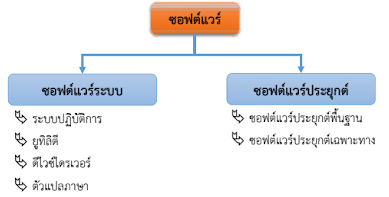 ซอฟต์แวร์
ซอฟต์แวร์ระบบ
ระบบปฏิบัติการ
ยูทิลิตี
ดีไวซ์ไดรเวอร์
ตัวแปลภาษา
ซอฟต์แวร์ประยุกต์
ซอฟต์แวร์ประยุกต์พื้นฐาน
ซอฟต์แวร์ประยุกต์เฉพาะทาง